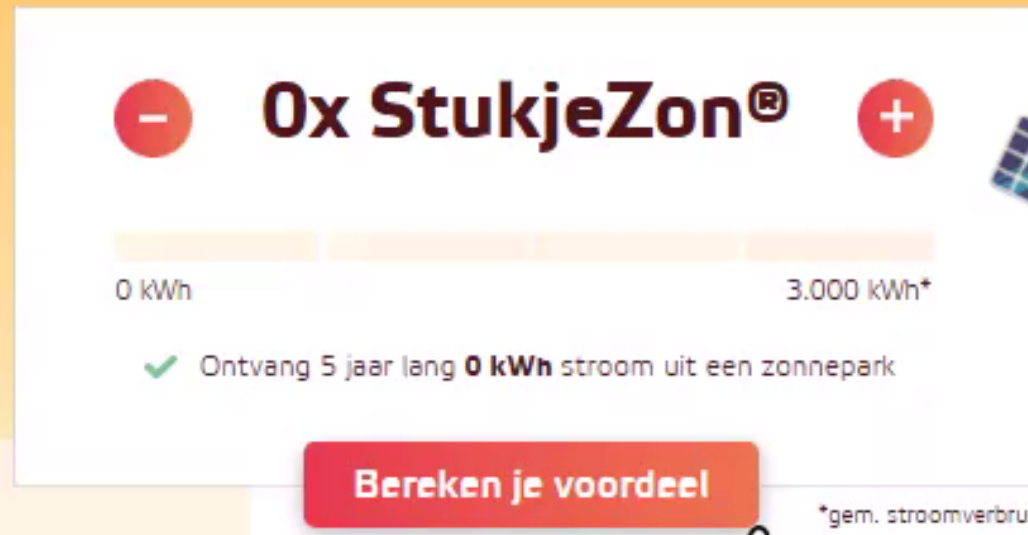 − 0x StukjeZon® +
0 kWh 3.000 kWh*
Ontvang 5 jaar lang 0 kWh stroom uit een zonnepark
Bereken je voordeel
*gem.